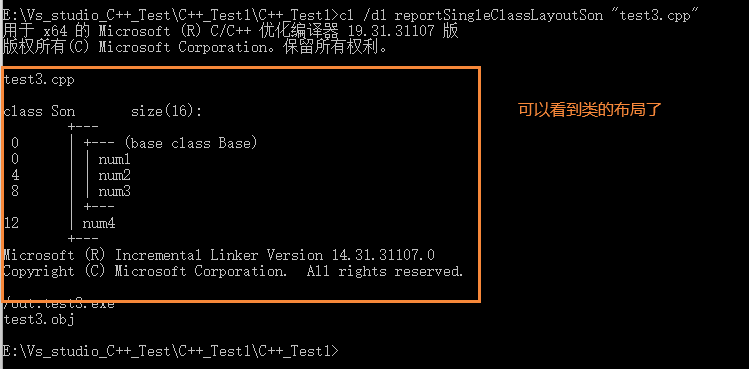 E:\Vs_studio_C++_Test\C++_Test1\C++_Test1>cl /d1 reportSingleClassLayoutSon "test3.cpp"
用于 x64 的 Microsoft (R) C/C++ 优化编译器 19.31.31107 版
版权所有(C) Microsoft Corporation。保留所有权利。
test3.cpp
class Son size(16):
+---
0 | +--- (base class Base)
0 | | num1
4 | | num2
8 | | num3
| +---
12 | num4
+---
Microsoft (R) Incremental Linker Version 14.31.31107.0
Copyright (C) Microsoft Corporation. All rights reserved.
/out:test3.exe
test3.obj
E:\Vs_studio_C++_Test\C++_Test1\C++_Test1>
可以看到类的布局了